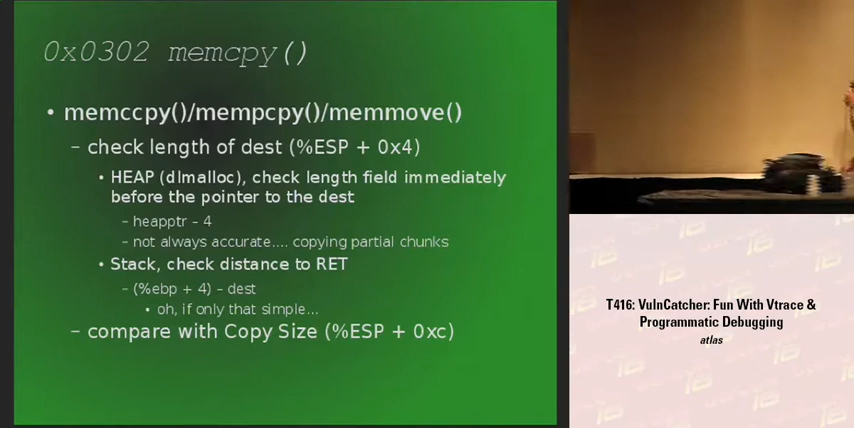 0x0302 memcpy()
• memccpy()/mempcpy()/memmove()
– check length of dest (%ESP + 0x4)
• HEAP (dlmalloc), check length field immediately
before the pointer to the dest
– heapptr – 4
– not always accurate.... copying partial chunks
• Stack, check distance to RET
– (%ebp + 4) – dest
• oh, if only that simple...
– compare with Copy Size (%ESP + 0xc)
T416: VulnCatcher: Fun With Vtrace &
Programmatic Debugging
atlas